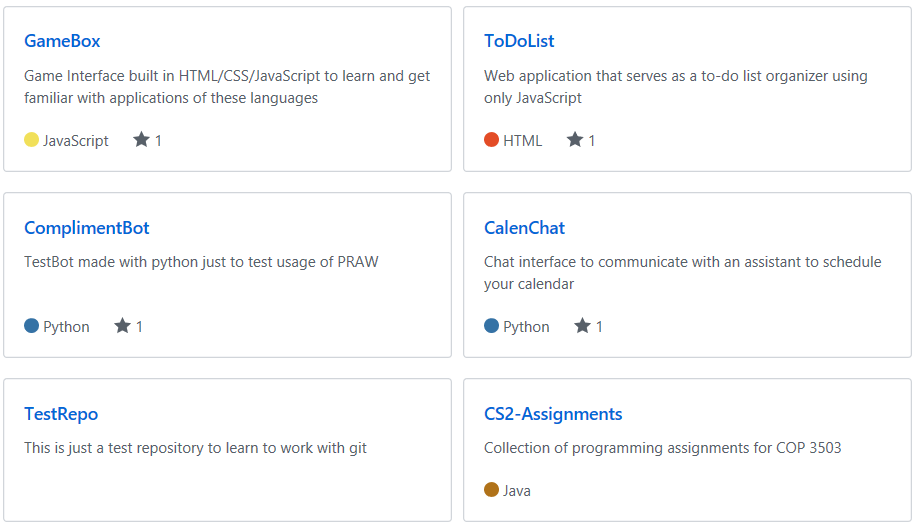 GameBox
Game Interface built in HTML/CSS/JavaScript to learn and get
familiar with applications of these languages
JavaScript 1
ToDoList
Web application that serves as a to-do list organizer using
only JavaScript
HTML 1
ComplimentBot
TestBot made with python just to test usage of PRAW
Python 1
CalenChat
Chat interface to communicate with an assistant to schedule
your calendar
Python 1
TestRepo
This is just a test repository to learn to work with git
CS2-Assignments
Collection of programming assignments for COP 3503
Java